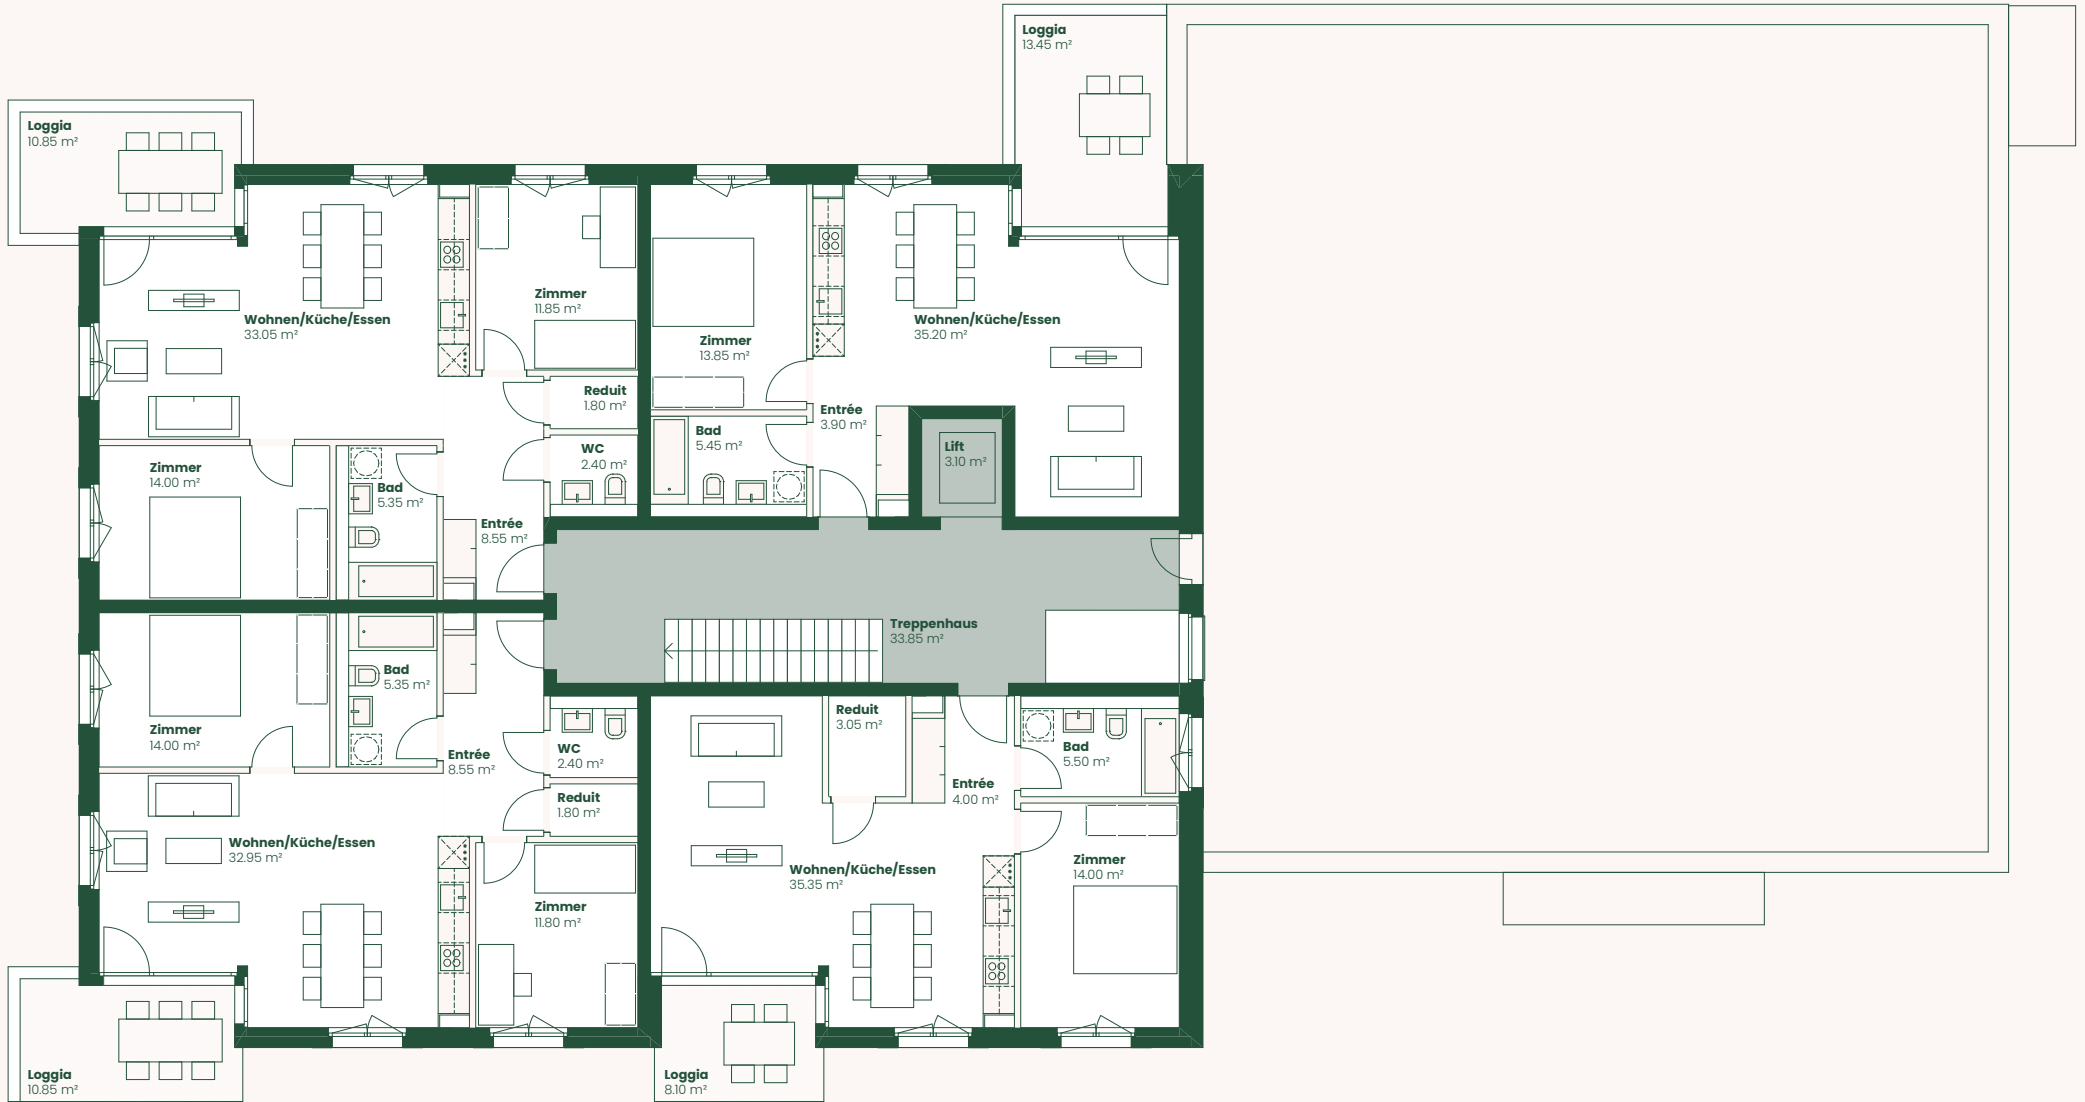 Loggia
13.45 m²
Loggia
10.85 m²
Zimmer
11.85 m²
Wohnen/Küche/Essen
33.05 m²
Wohnen/Küche/Essen
35.20 m²
Zimmer
13.85 m²
Reduit
1.80 m²
Entrée
3.90 m²
Bad
5.45 m²
WC
2.40 m²
Lift
3.10 m²
Zimmer
14.00 m²
Bad
5.35 m²
Entrée
8.55 m²
Treppenhaus
33.85 m²
Bad
5.35 m²
Zimmer
14.00 m²
Entrée
8.55 m²
WC
2.40 m²
Reduit
3.05 m²
Bad
5.50 m²
Entrée
4.00 m²
Reduit
1.80 m²
Wohnen/Küche/Essen
32.95 m²
Wohnen/Küche/Essen
35.35 m²
Zimmer
14.00 m²
Zimmer
11.80 m²
Loggia
10.85 m²
Loggia
8.10 m²